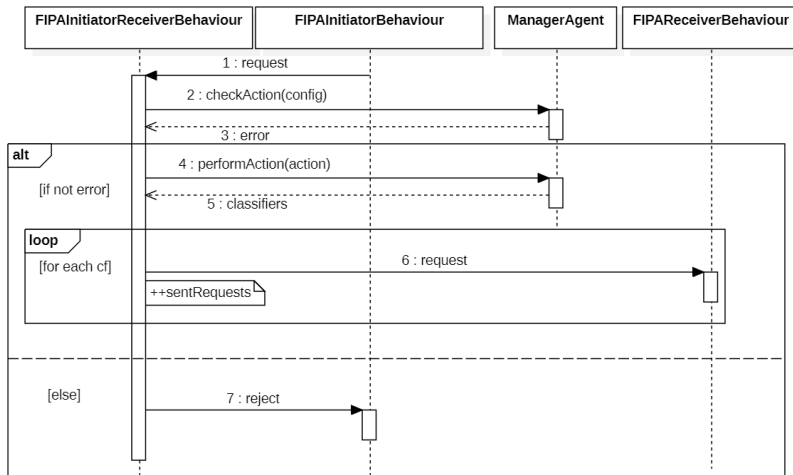 FIPAInitiatorReceiverBehaviour
FIPAInitiatorBehaviour
ManagerAgent
FIPAReceiverBehaviour
1 : request
2 : checkAction(config)
3 : error
alt
4 : performAction(action)
[if not error]
5 : classifiers
loop
[for each cf]
6 : request
++sentRequests
[else]
7 : reject